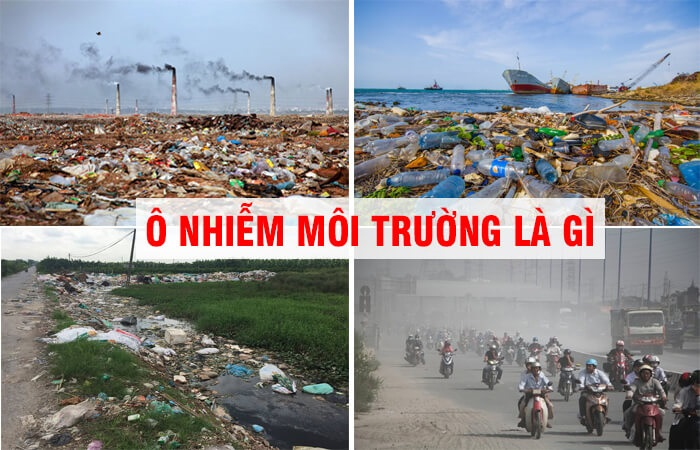 Ô NHIỄM MÔI TRƯỜNG LÀ GÌ